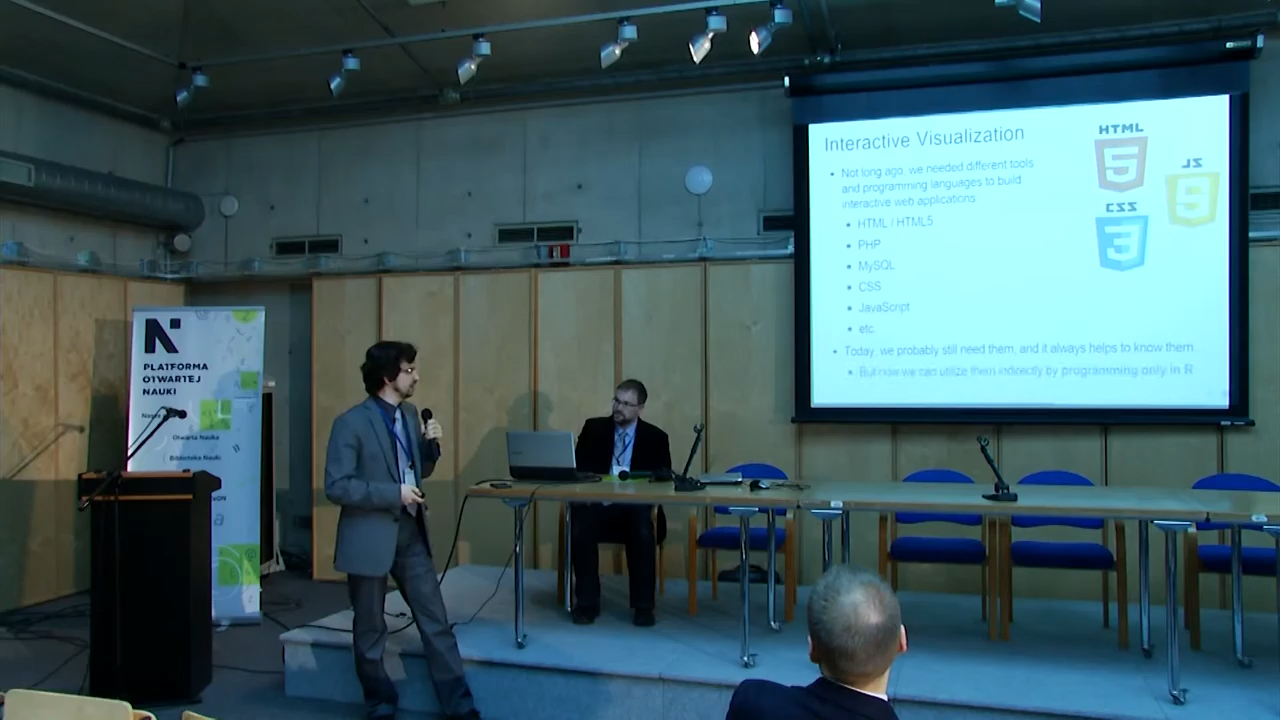 PLATFORMA
OTWARTEJ
NAUKI
Otwarta Nauka
Biblioteka Nauki
Interactive Visualization
Not long ago, we needed different tools
and programming languages to build
interactive web applications
HTML / HTML5
PHP
MySQL
CSS
JavaScript
etc.
Today, we probably still need them, and it always helps to know them
But now we can utilize them indirectly by programming only in R
HTML
5
JS
CSS
3